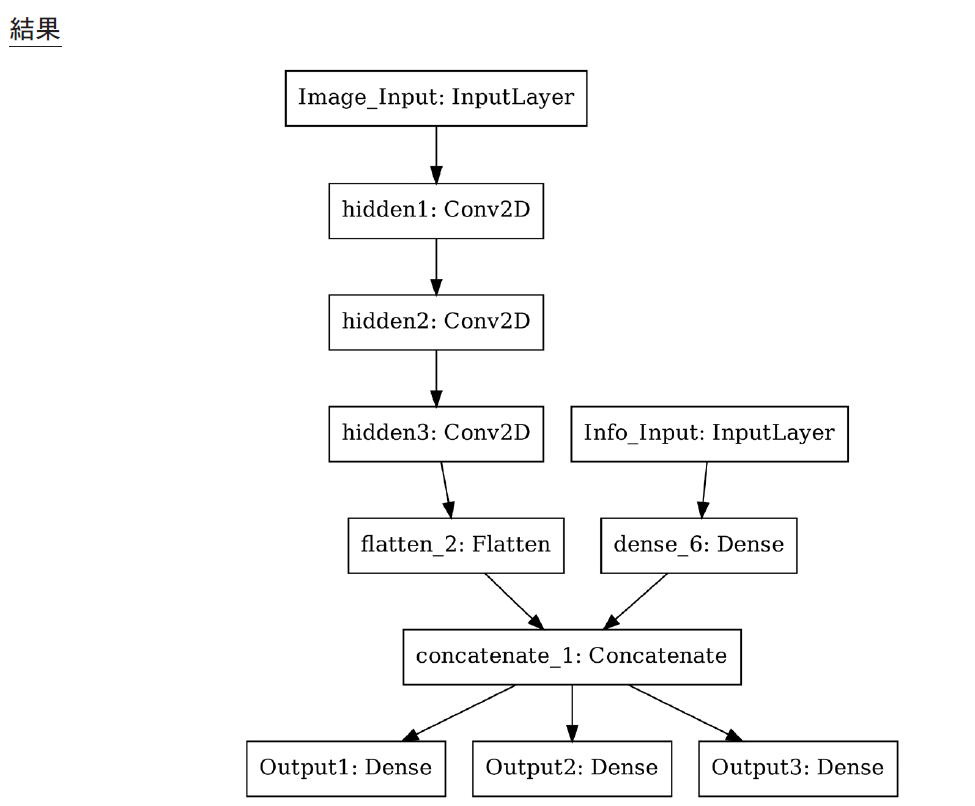 結果
Image_Input: InputLayer
hidden1: Conv2D
hidden2: Conv2D
hidden3: Conv2D
Info_Input: InputLayer
flatten_2: Flatten
dense_6: Dense
concatenate_1: Concatenate
Output1: Dense
Output2: Dense
Output3: Dense